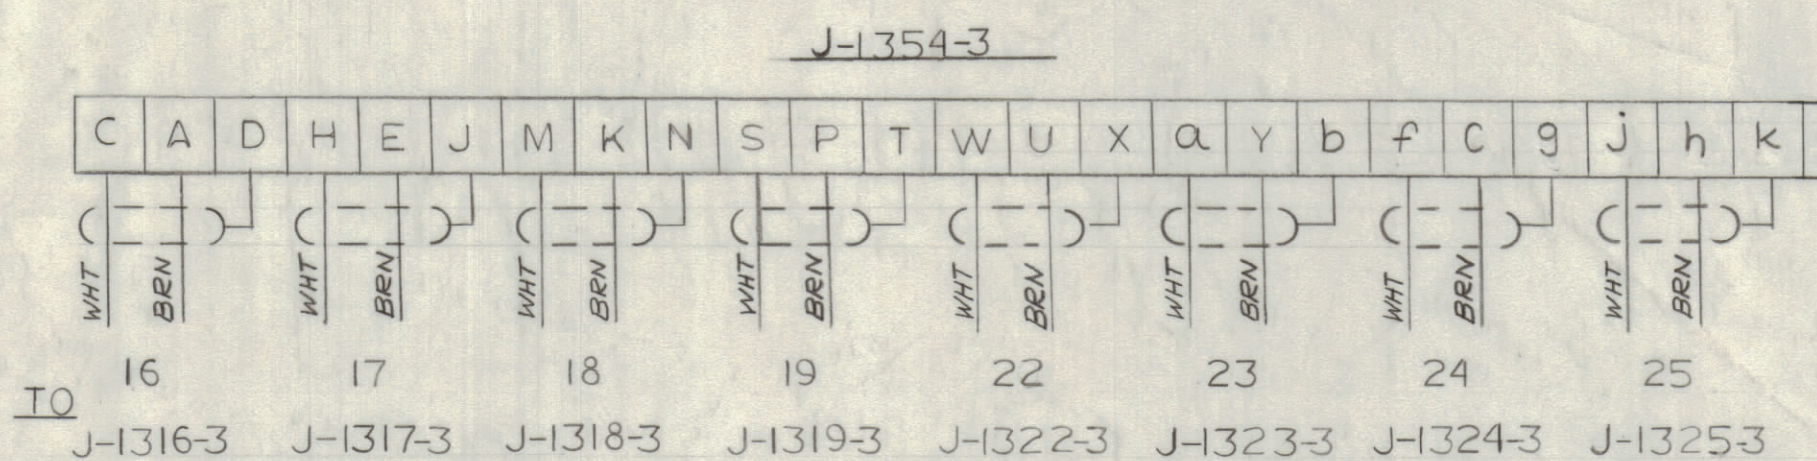 J-1354-3
C A D H E J M K N S P T W U X a Y b f C g j h k
WHT BRN WHT BRN WHT BRN WHT BRN WHT BRN WHT BRN WHT BRN WHT BRN
16 17 18 19 22 23 24 25
TO
J-1316-3 J-1317-3 J-1318-3 J-1319-3 J-1322-3 J-1323-3 J-1324-3 J-1325-3